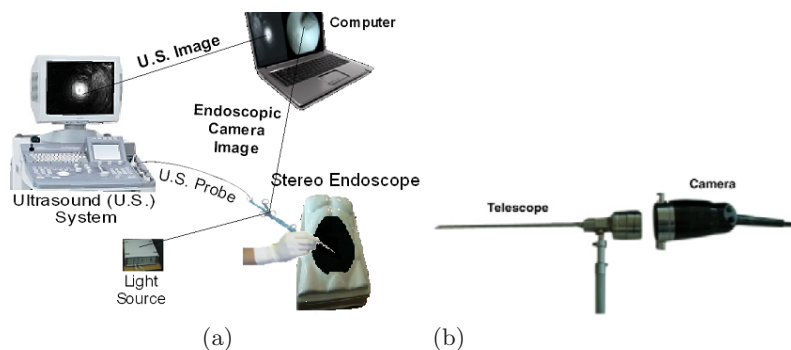 Computer
U.S. Image
Endoscopic
Camera
Image
U.S. Probe
Stereo Endoscope
Ultrasound (U.S.)
System
Light
Source
Telescope
Camera
(a)
(b)